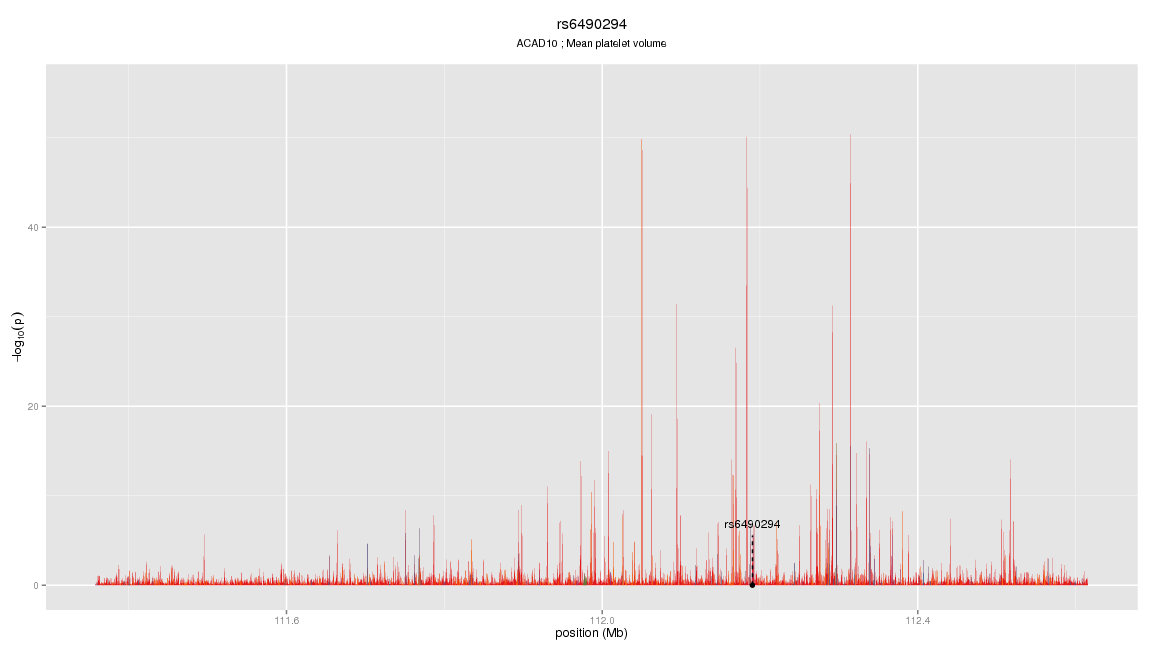 rs6490294
ACAD10 ; Mean platelet volume
40
20
0
−log10(p)
rs6490294
111.6
112.0
112.4
position (Mb)